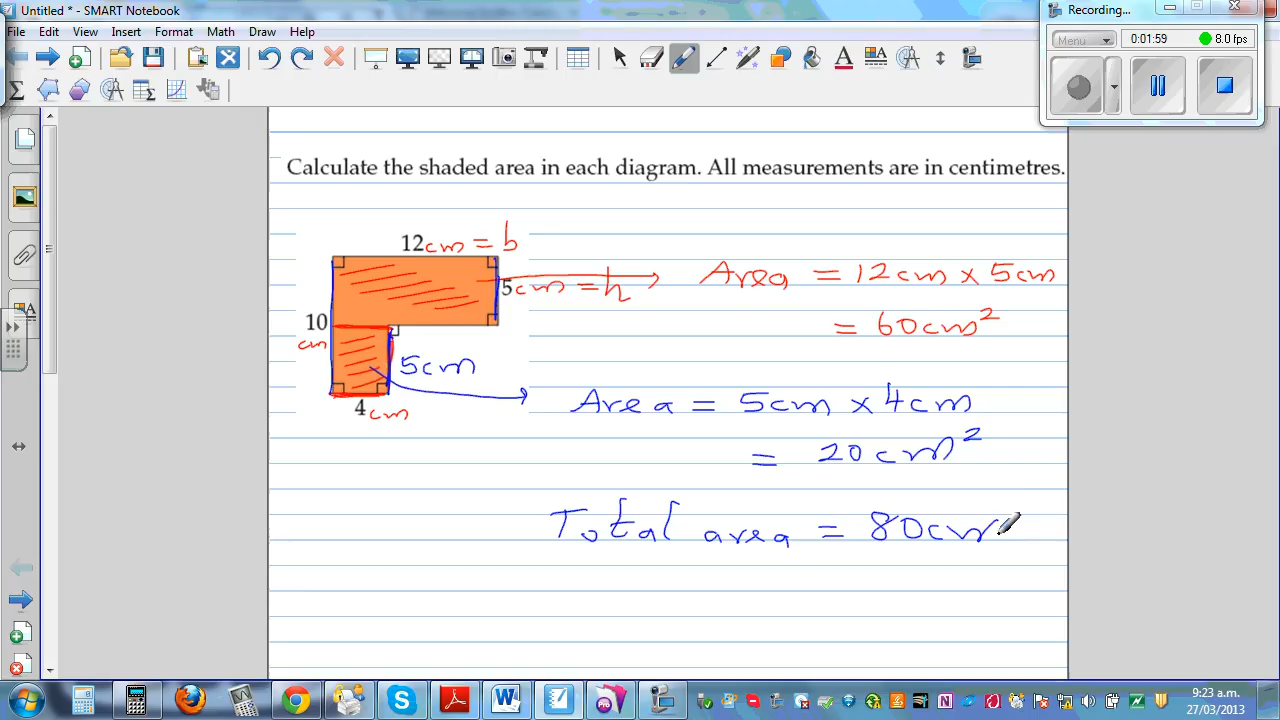 Untitled * - SMART Notebook
File Edit View Insert Format Math Draw Help
Recording...
Menu 0:01:59 8.0 fps
Calculate the shaded area in each diagram. All measurements are in centimetres.
12cm = b
5cm = h
Area = 12cm x 5cm
= 60cm²
10
cm
5cm
4cm
Area = 5cm x 4cm
= 20cm²
Total area = 80cm
9:23 a.m.
27/03/2013